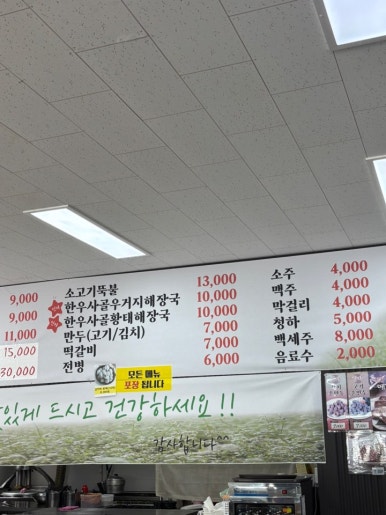 9,000
9,000
11,000
15,000
30,000
소고기뚝불 13,000
한우사골우거지해장국 10,000
한우사골황태해장국 10,000
만두(고기/김치) 7,000
떡갈비 7,000
전병 6,000
소주 4,000
맥주 4,000
막걸리 4,000
청하 5,000
백세주 8,000
음료수 2,000
모든 메뉴
포장 됩니다
있게 드시고 건강하세요!!
감사합니다^^